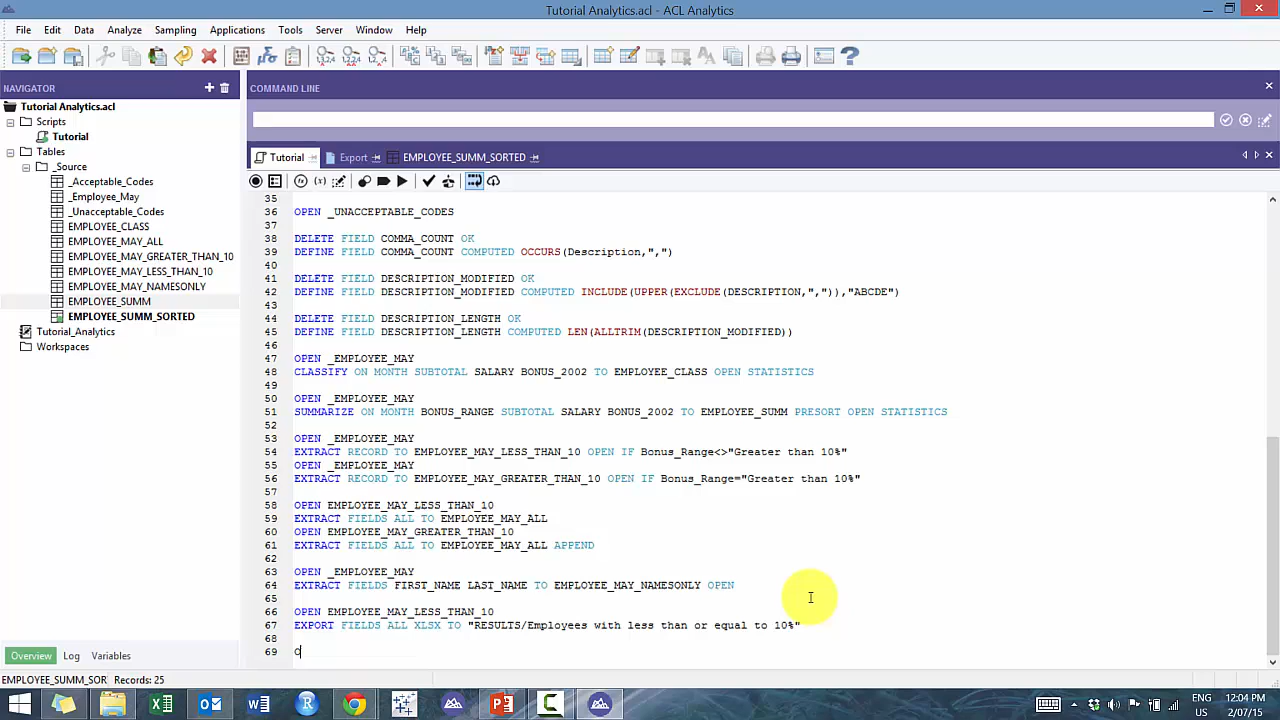 Tutorial Analytics.acl - ACL Analytics
File Edit Data Analyze Sampling Applications Tools Server Window Help
NAVIGATOR
COMMAND LINE
Tutorial Analytics.acl
Scripts
Tutorial
Tables
_Source
_Acceptable_Codes
_Employee_May
_Unacceptable_Codes
EMPLOYEE_CLASS
EMPLOYEE_MAY_ALL
EMPLOYEE_MAY_GREATER_THAN_10
EMPLOYEE_MAY_LESS_THAN_10
EMPLOYEE_MAY_NAMESONLY
EMPLOYEE_SUMM
EMPLOYEE_SUMM_SORTED
Tutorial_Analytics
Workspaces
Tutorial Export EMPLOYEE_SUMM_SORTED
35
36 OPEN _UNACCEPTABLE_CODES
37
38 DELETE FIELD COMMA_COUNT OK
39 DEFINE FIELD COMMA_COUNT COMPUTED OCCURS(Description,",")
40
41 DELETE FIELD DESCRIPTION_MODIFIED OK
42 DEFINE FIELD DESCRIPTION_MODIFIED COMPUTED INCLUDE(UPPER(EXCLUDE(DESCRIPTION,",")),"ABCDE")
43
44 DELETE FIELD DESCRIPTION_LENGTH OK
45 DEFINE FIELD DESCRIPTION_LENGTH COMPUTED LEN(ALLTRIM(DESCRIPTION_MODIFIED))
46
47 OPEN _EMPLOYEE_MAY
48 CLASSIFY ON MONTH SUBTOTAL SALARY BONUS_2002 TO EMPLOYEE_CLASS OPEN STATISTICS
49
50 OPEN _EMPLOYEE_MAY
51 SUMMARIZE ON MONTH BONUS_RANGE SUBTOTAL SALARY BONUS_2002 TO EMPLOYEE_SUMM PRESORT OPEN STATISTICS
52
53 OPEN _EMPLOYEE_MAY
54 EXTRACT RECORD TO EMPLOYEE_MAY_LESS_THAN_10 OPEN IF Bonus_Range<>"Greater than 10%"
55 OPEN _EMPLOYEE_MAY
56 EXTRACT RECORD TO EMPLOYEE_MAY_GREATER_THAN_10 OPEN IF Bonus_Range="Greater than 10%"
57
58 OPEN EMPLOYEE_MAY_LESS_THAN_10
59 EXTRACT FIELDS ALL TO EMPLOYEE_MAY_ALL
60 OPEN EMPLOYEE_MAY_GREATER_THAN_10
61 EXTRACT FIELDS ALL TO EMPLOYEE_MAY_ALL APPEND
62
63 OPEN _EMPLOYEE_MAY
64 EXTRACT FIELDS FIRST_NAME LAST_NAME TO EMPLOYEE_MAY_NAMESONLY OPEN
65
66 OPEN EMPLOYEE_MAY_LESS_THAN_10
67 EXPORT FIELDS ALL XLSX TO "RESULTS/Employees with less than or equal to 10%"
68
69 O
Overview Log Variables
EMPLOYEE_SUMM_SOR Records: 25
ENG 12:04 PM
US 2/07/15